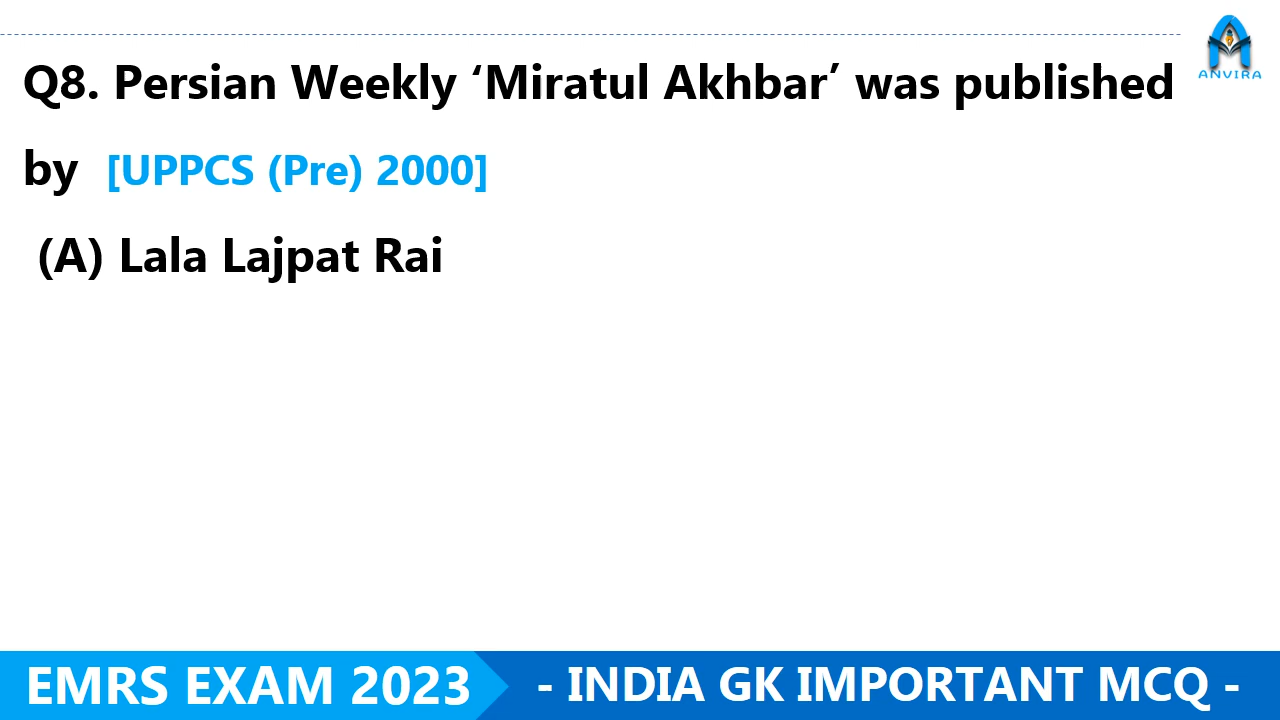 ANVIRA
Q8. Persian Weekly ‘Miratul Akhbar’ was published
by [UPPCS (Pre) 2000]
(A) Lala Lajpat Rai
EMRS EXAM 2023
- INDIA GK IMPORTANT MCQ -